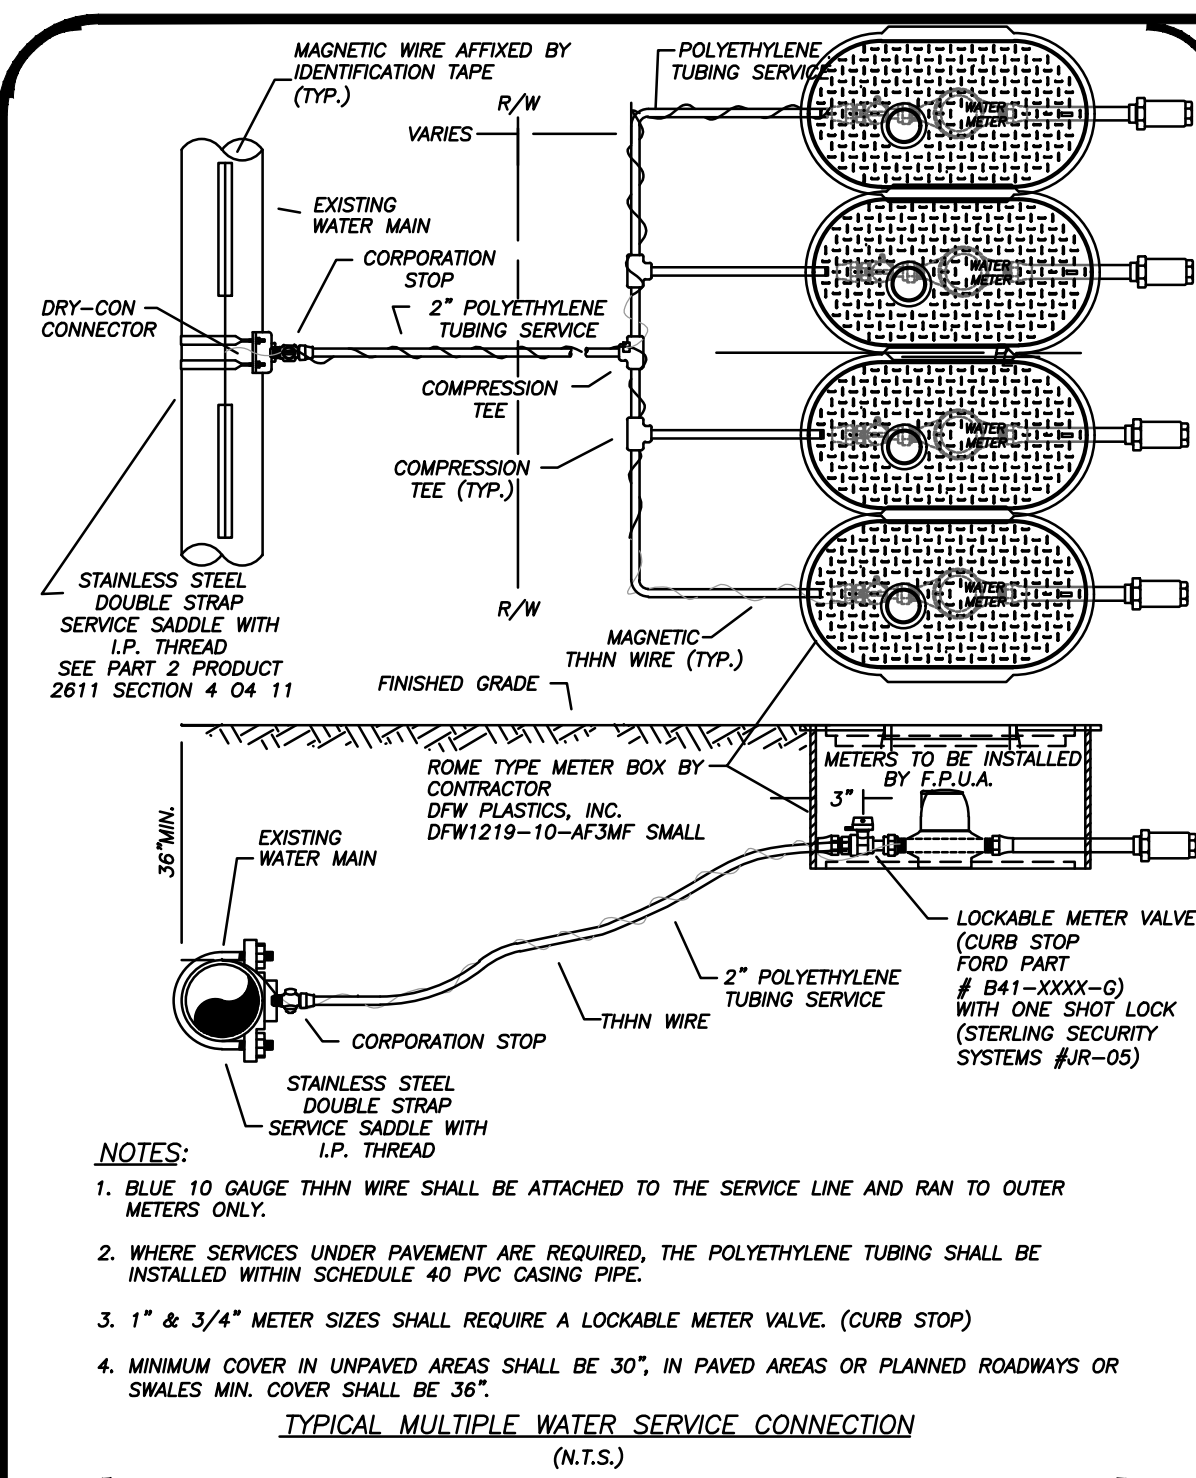 MAGNETIC WIRE AFFIXED BY
IDENTIFICATION TAPE
(TYP.)
POLYETHYLENE
TUBING SERVICE
R/W
VARIES
WATER
METER
EXISTING
WATER MAIN
CORPORATION
STOP
WATER
METER
DRY-CON
CONNECTOR
2" POLYETHYLENE
TUBING SERVICE
COMPRESSION
TEE
WATER
METER
COMPRESSION
TEE (TYP.)
STAINLESS STEEL
DOUBLE STRAP
SERVICE SADDLE WITH
I.P. THREAD
SEE PART 2 PRODUCT
2611 SECTION 4 04 11
R/W
WATER
METER
MAGNETIC
THHN WIRE (TYP.)
FINISHED GRADE
ROME TYPE METER BOX BY
CONTRACTOR
DFW PLASTICS, INC.
DFW1219-10-AF3MF SMALL
METERS TO BE INSTALLED
BY F.P.U.A.
3"
36"MIN.
EXISTING
WATER MAIN
LOCKABLE METER VALVE
(CURB STOP
FORD PART
# B41-XXXX-G)
WITH ONE SHOT LOCK
(STERLING SECURITY
SYSTEMS #JR-05)
2" POLYETHYLENE
TUBING SERVICE
THHN WIRE
CORPORATION STOP
STAINLESS STEEL
DOUBLE STRAP
SERVICE SADDLE WITH
I.P. THREAD
NOTES:
1. BLUE 10 GAUGE THHN WIRE SHALL BE ATTACHED TO THE SERVICE LINE AND RAN TO OUTER
METERS ONLY.
2. WHERE SERVICES UNDER PAVEMENT ARE REQUIRED, THE POLYETHYLENE TUBING SHALL BE
INSTALLED WITHIN SCHEDULE 40 PVC CASING PIPE.
3. 1" & 3/4" METER SIZES SHALL REQUIRE A LOCKABLE METER VALVE. (CURB STOP)
4. MINIMUM COVER IN UNPAVED AREAS SHALL BE 30", IN PAVED AREAS OR PLANNED ROADWAYS OR
SWALES MIN. COVER SHALL BE 36".
TYPICAL MULTIPLE WATER SERVICE CONNECTION
(N.T.S.)